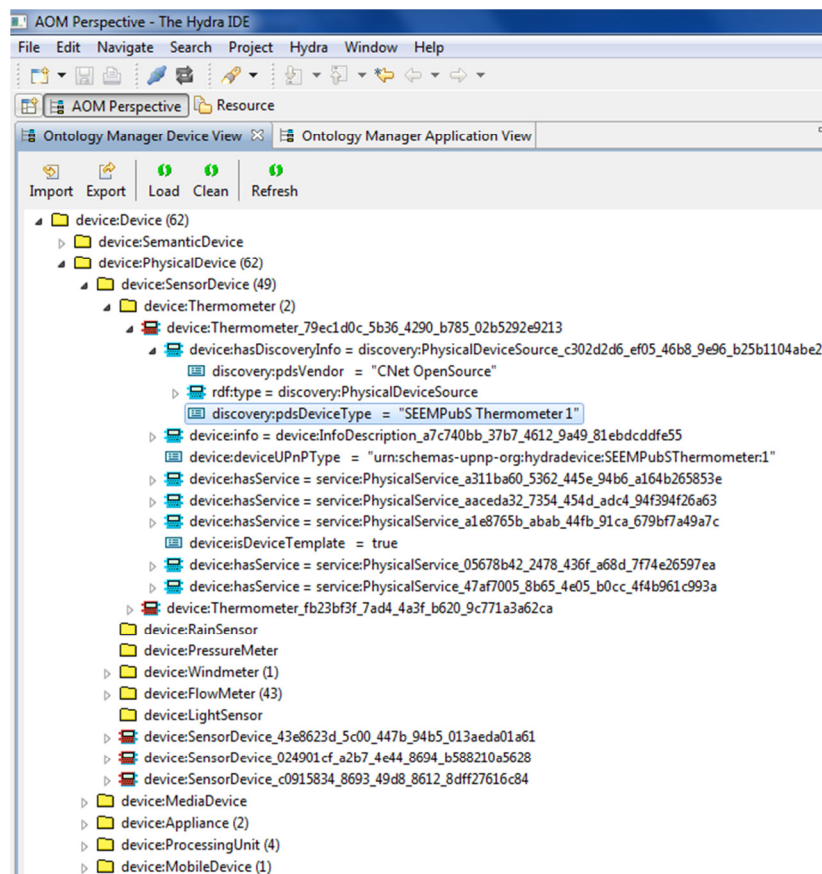 AOM Perspective - The Hydra IDE
File Edit Navigate Search Project Hydra Window Help
AOM Perspective Resource
Ontology Manager Device View Ontology Manager Application View
Import Export Load Clean Refresh
device:Device (62)
device:SemanticDevice
device:PhysicalDevice (62)
device:SensorDevice (49)
device:Thermometer (2)
device:Thermometer_79ec1d0c_5b36_4290_b785_02b5292e9213
device:hasDiscoveryInfo = discovery:PhysicalDeviceSource_c302d2d6_ef05_46b8_9e96_b25b1104abe2
discovery:pdsVendor = "CNet OpenSource"
rdf:type = discovery:PhysicalDeviceSource
discovery:pdsDeviceType = "SEEMPubS Thermometer 1"
device:info = device:InfoDescription_a7c740bb_37b7_4612_9a49_81ebdcddfe55
device:deviceUPnPType = "urn:schemas-upnp-org:hydradevice:SEEMPubSThermometer:1"
device:hasService = service:PhysicalService_a311ba60_5362_445e_94b6_a164b265853e
device:hasService = service:PhysicalService_aaceda32_7354_454d_adc4_94f394f26a63
device:hasService = service:PhysicalService_a1e8765b_abab_44fb_91ca_679bf7a49a7c
device:isDeviceTemplate = true
device:hasService = service:PhysicalService_05678b42_2478_436f_a68d_7f74e26597ea
device:hasService = service:PhysicalService_47af7005_8b65_4e05_b0cc_4f4b961c993a
device:Thermometer_fb23bf3f_7ad4_4a3f_b620_9c771a3a62ca
device:RainSensor
device:PressureMeter
device:Windmeter (1)
device:FlowMeter (43)
device:LightSensor
device:SensorDevice_43e8623d_5c00_447b_94b5_013aeda01a61
device:SensorDevice_024901cf_a2b7_4e44_8694_b588210a5628
device:SensorDevice_c0915834_8693_49d8_8612_8dff27616c84
device:MediaDevice
device:Appliance (2)
device:ProcessingUnit (4)
device:MobileDevice (1)